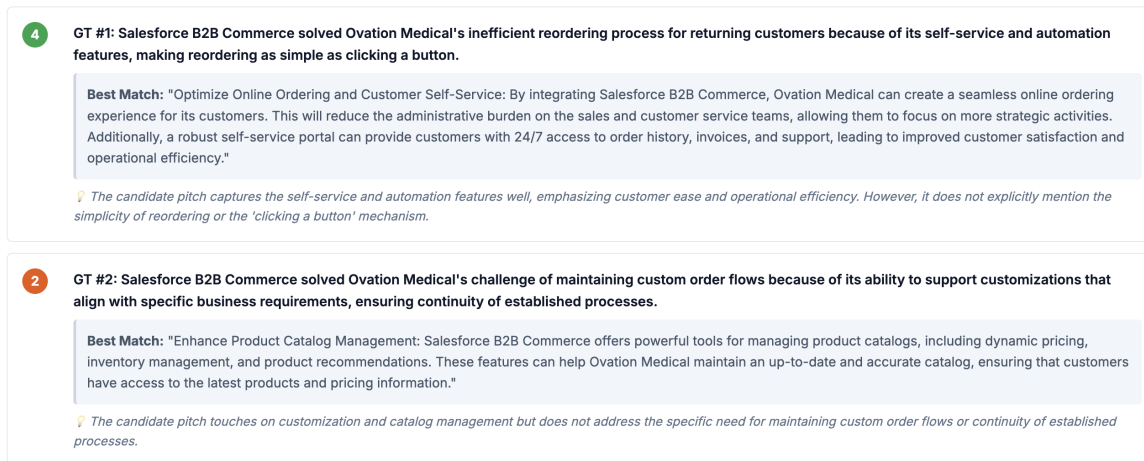 4
GT #1: Salesforce B2B Commerce solved Ovation Medical's inefficient reordering process for returning customers because of its self-service and automation
features, making reordering as simple as clicking a button.
Best Match: "Optimize Online Ordering and Customer Self-Service: By integrating Salesforce B2B Commerce, Ovation Medical can create a seamless online ordering
experience for its customers. This will reduce the administrative burden on the sales and customer service teams, allowing them to focus on more strategic activities.
Additionally, a robust self-service portal can provide customers with 24/7 access to order history, invoices, and support, leading to improved customer satisfaction and
operational efficiency."
💡 The candidate pitch captures the self-service and automation features well, emphasizing customer ease and operational efficiency. However, it does not explicitly mention the
simplicity of reordering or the 'clicking a button' mechanism.
2
GT #2: Salesforce B2B Commerce solved Ovation Medical's challenge of maintaining custom order flows because of its ability to support customizations that
align with specific business requirements, ensuring continuity of established processes.
Best Match: "Enhance Product Catalog Management: Salesforce B2B Commerce offers powerful tools for managing product catalogs, including dynamic pricing,
inventory management, and product recommendations. These features can help Ovation Medical maintain an up-to-date and accurate catalog, ensuring that customers
have access to the latest products and pricing information."
💡 The candidate pitch touches on customization and catalog management but does not address the specific need for maintaining custom order flows or continuity of established
processes.